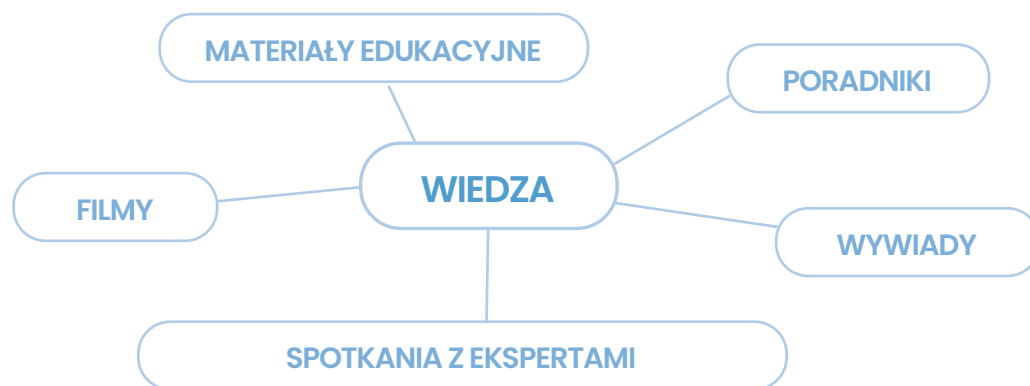 MATERIAŁY EDUKACYJNE
PORADNIKI
WIEDZA
FILMY
WYWIADY
SPOTKANIA Z EKSPERTAMI